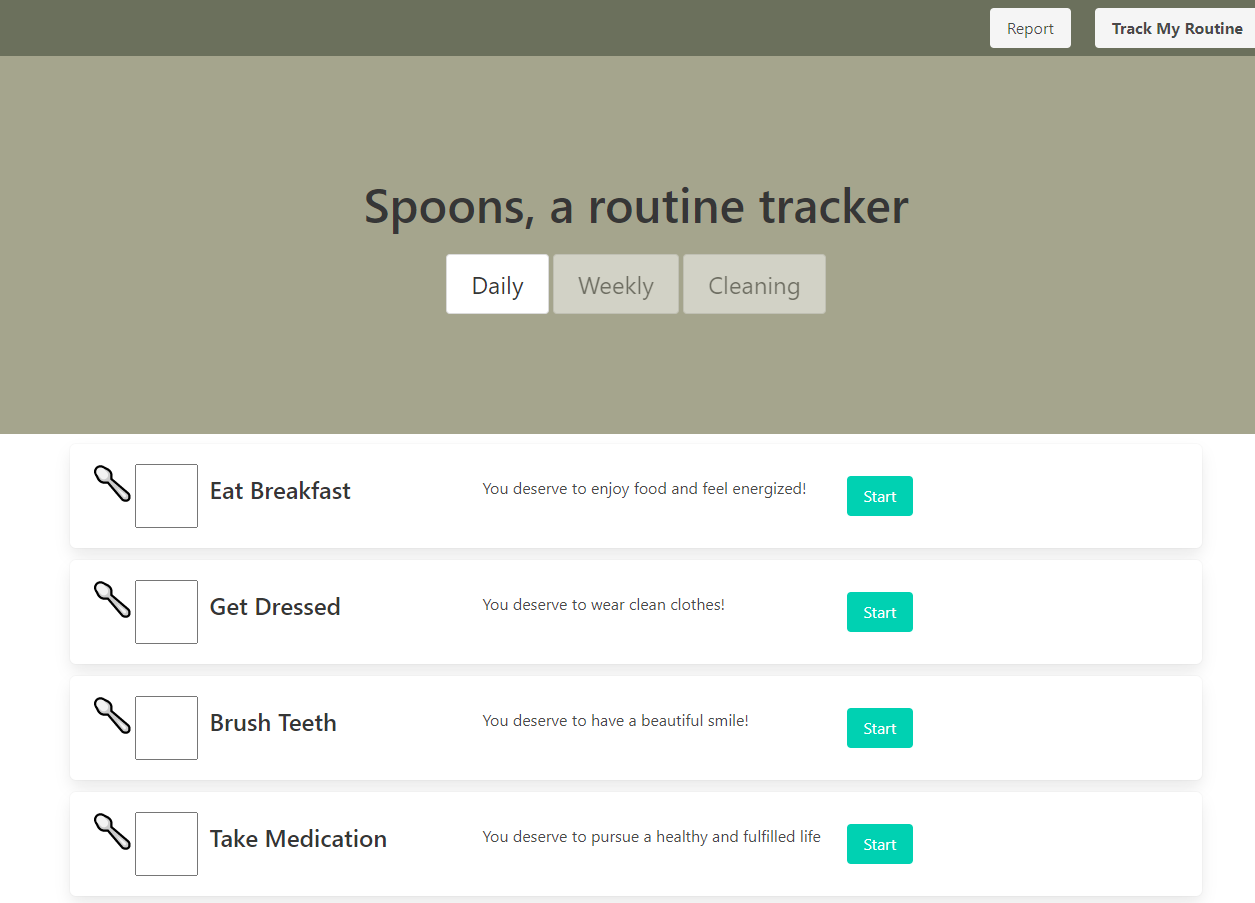 Report
Track My Routine
Spoons, a routine tracker
Daily
Weekly
Cleaning
Eat Breakfast
You deserve to enjoy food and feel energized!
Start
Get Dressed
You deserve to wear clean clothes!
Start
Brush Teeth
You deserve to have a beautiful smile!
Start
Take Medication
You deserve to pursue a healthy and fulfilled life
Start